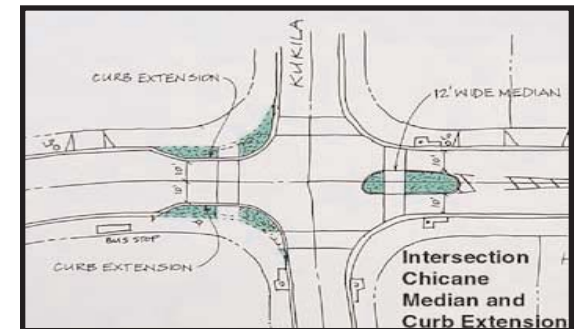 KUKILA
CURB EXTENSION
12' WIDE MEDIAN
10'
10'
10'
10'
BUS STOP
CURB EXTENSION
Intersection
Chicane
Median and
Curb Extension